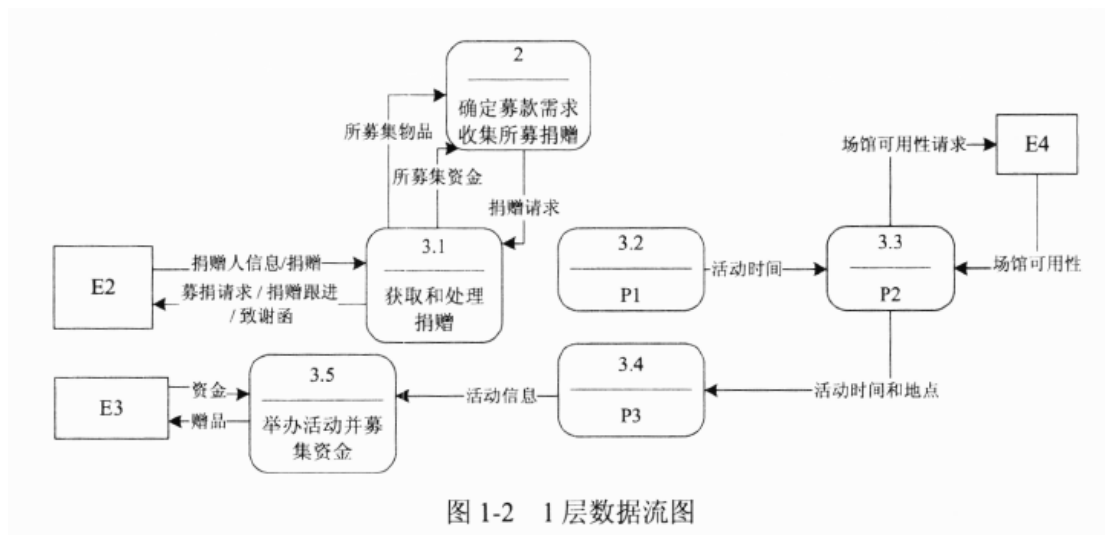 2
确定募款需求
收集所募捐赠
所募集物品
所募集资金
捐赠请求
场馆可用性请求
E4
场馆可用性
E2
捐赠人信息/捐赠
募捐请求/捐赠跟进
/致谢函
3.1
获取和处理
捐赠
3.2
P1
活动时间
3.3
P2
E3
资金
赠品
3.5
举办活动并募
集资金
活动信息
3.4
P3
活动时间和地点
图 1-2 1 层数据流图